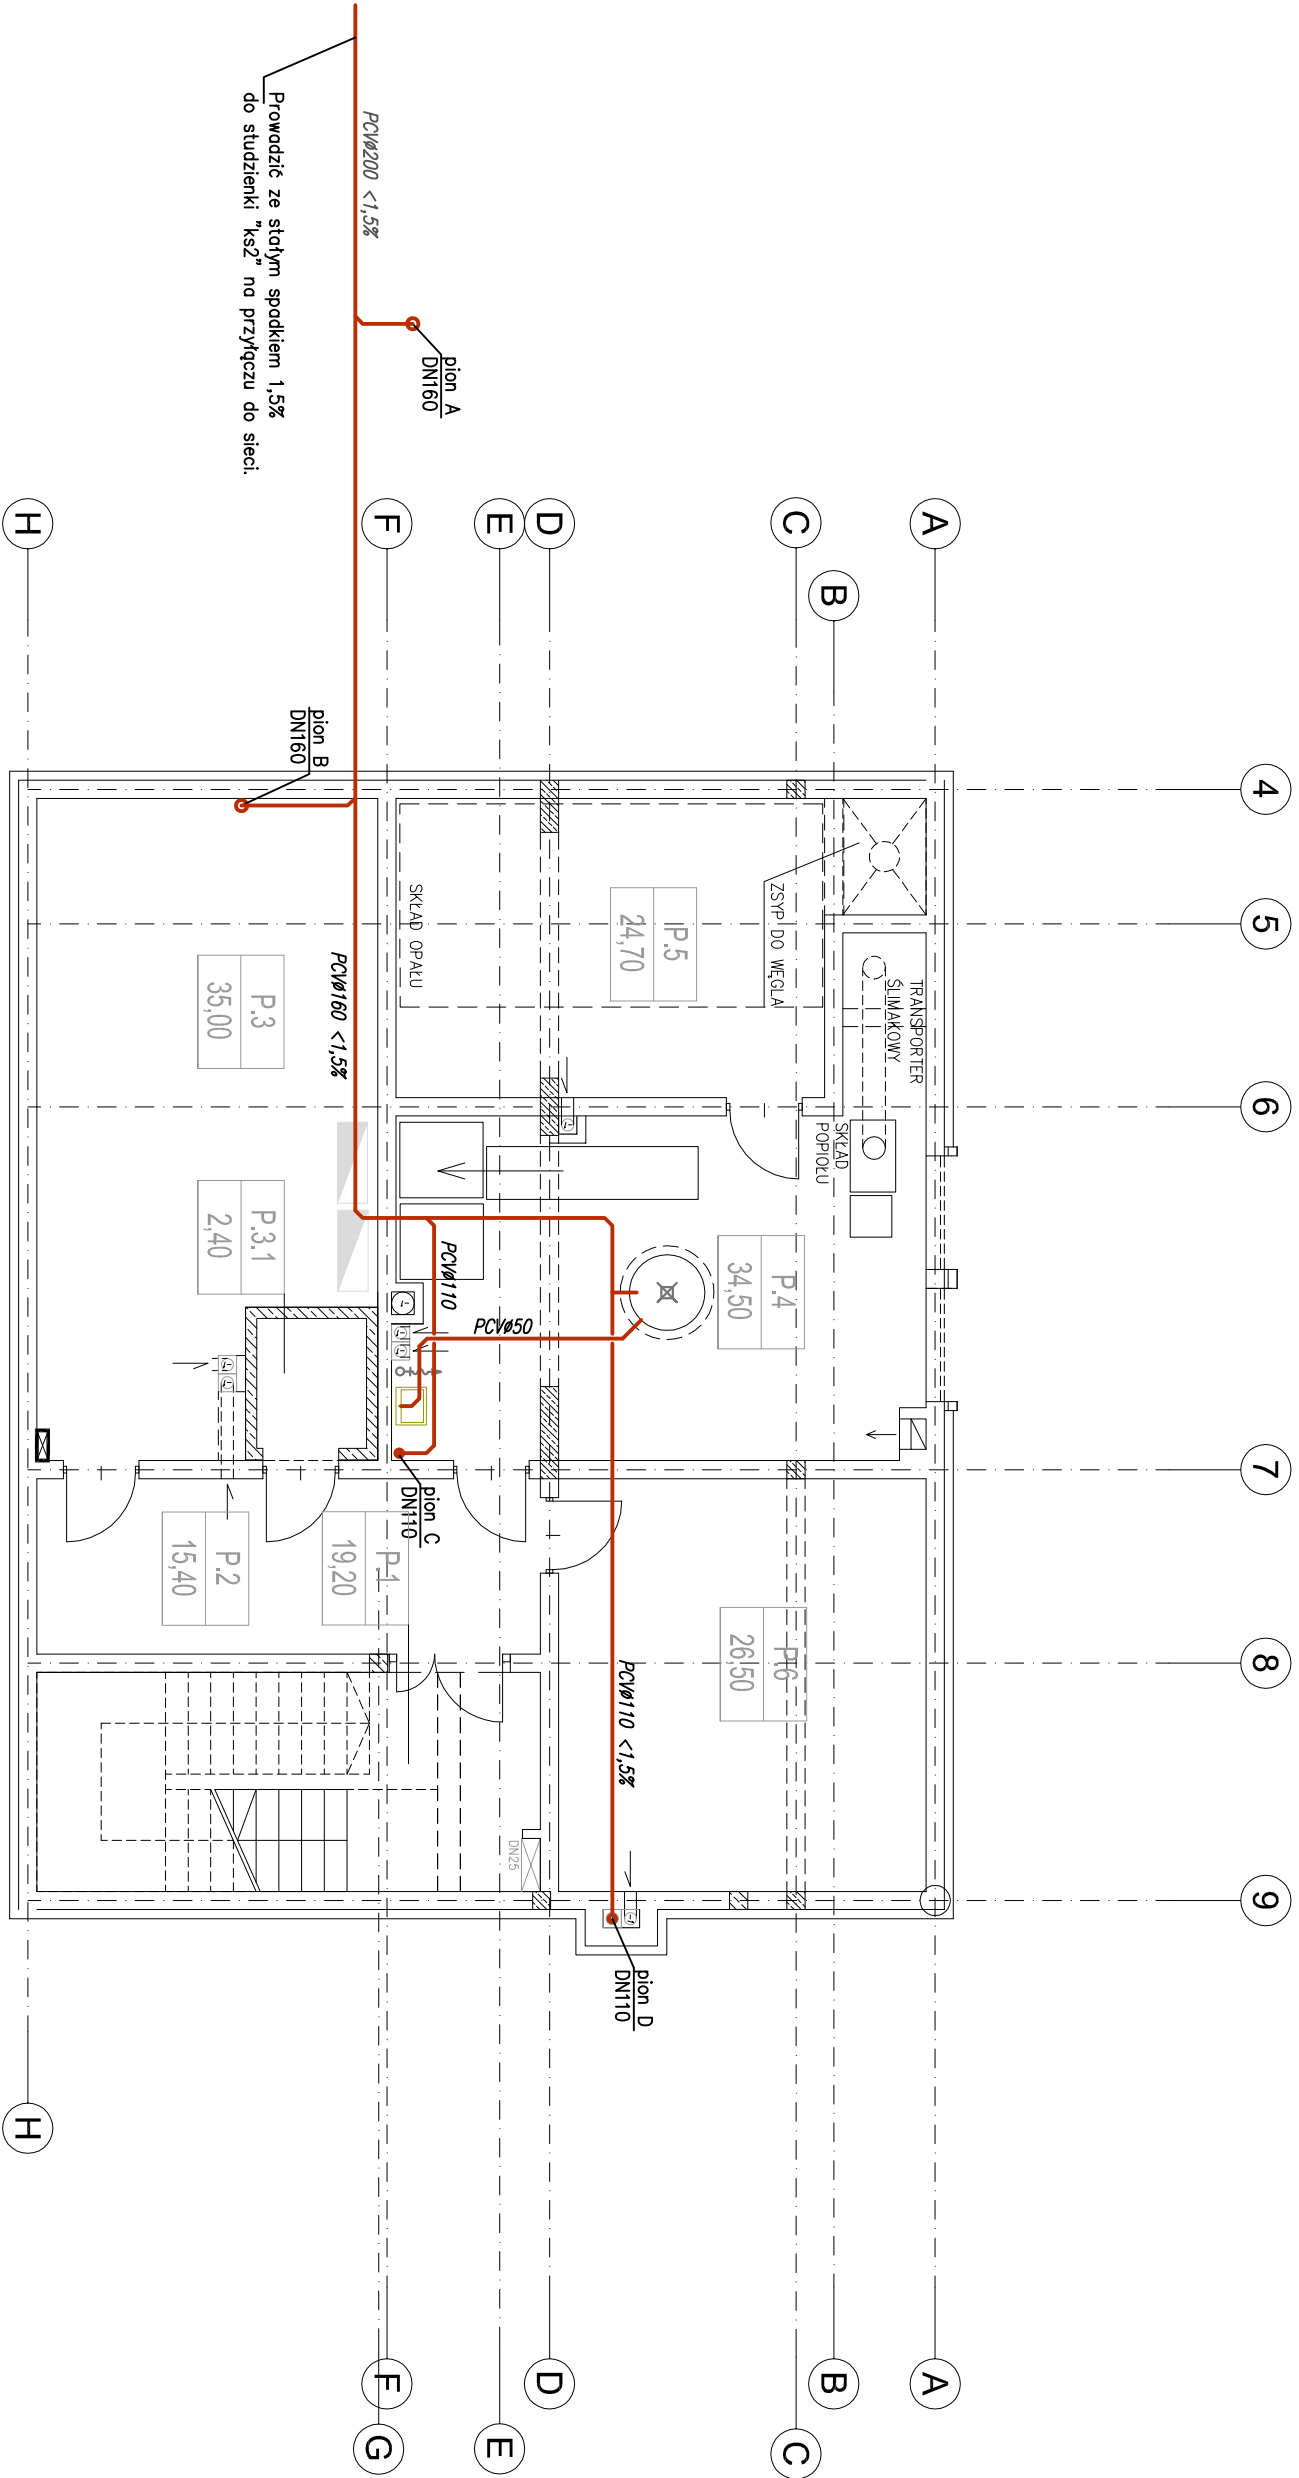 Prowadzić ze stałym spadkiem 1,5%
do studzienki "ks2" na przyłączu do sieci.
PCVø200 <1,5%
pion A
DN160
pion B
DN160
H
F
E
D
C
B
A
4
5
6
7
8
9
ZSYP DO WĘGLA
P.5
24,70
SKŁAD OPAŁU
TRANSPORTER
ŚLIMAKOWY
SKŁAD
POPIOŁU
P.3
35,00
PCVø160 <1,5%
P.3.1
2,40
P.4
34,50
PCVø110
PCVø50
pion C
DN110
P.2
15,40
P.1
19,20
P.6
26,50
PCVø110 <1,5%
DN25
pion D
DN110
H
G
F
E
D
C
B
A